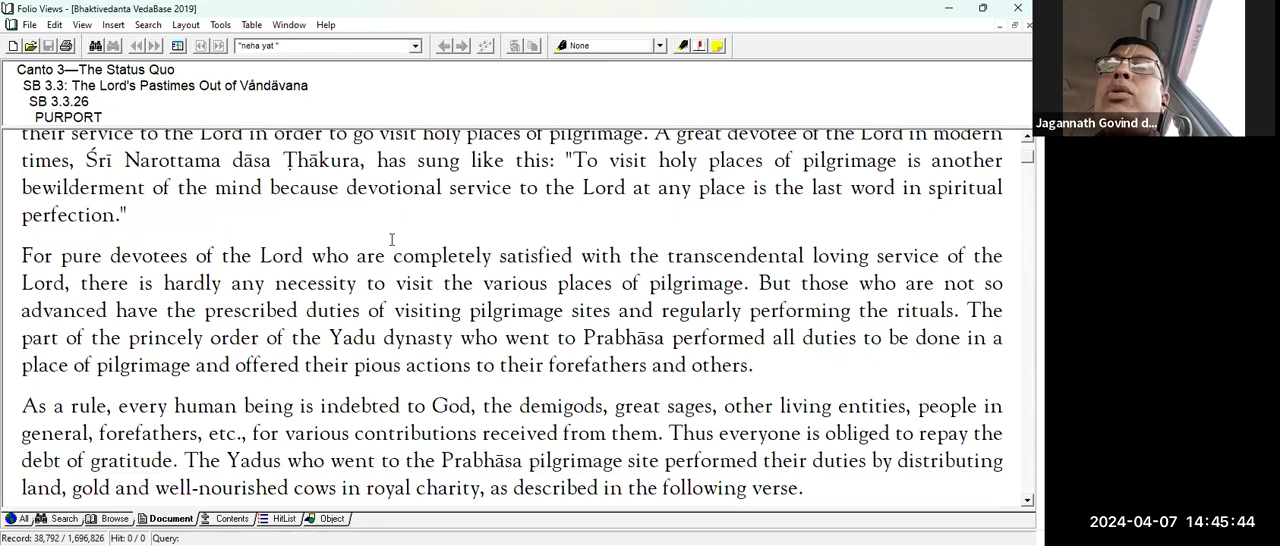 Folio Views - [Bhaktivedanta VedaBase 2019]
File Edit View Insert Search Layout Tools Table Window Help
"neha yat"
None
Canto 3—The Status Quo
SB 3.3: The Lord's Pastimes Out of Våndävana
SB 3.3.26
PURPORT
their service to the Lord in order to go visit holy places of pilgrimage. A great devotee of the Lord in modern
times, Śrī Narottama dāsa Ṭhākura, has sung like this: "To visit holy places of pilgrimage is another
bewilderment of the mind because devotional service to the Lord at any place is the last word in spiritual
perfection."
For pure devotees of the Lord who are completely satisfied with the transcendental loving service of the
Lord, there is hardly any necessity to visit the various places of pilgrimage. But those who are not so
advanced have the prescribed duties of visiting pilgrimage sites and regularly performing the rituals. The
part of the princely order of the Yadu dynasty who went to Prabhāsa performed all duties to be done in a
place of pilgrimage and offered their pious actions to their forefathers and others.
As a rule, every human being is indebted to God, the demigods, great sages, other living entities, people in
general, forefathers, etc., for various contributions received from them. Thus everyone is obliged to repay the
debt of gratitude. The Yadus who went to the Prabhāsa pilgrimage site performed their duties by distributing
land, gold and well-nourished cows in royal charity, as described in the following verse.
All Search Browse Document Contents HitList Object
Record: 38,792 / 1,696,826 Hit: 0 / 0 Query:
Jagannath Govind d...
2024-04-07 14:45:44